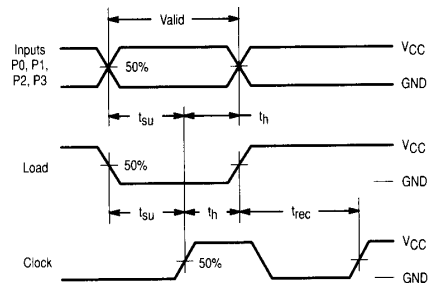 Valid
Inputs
P0, P1,
P2, P3
50%
VCC
GND
tsu
th
Load
50%
VCC
GND
tsu
th
trec
Clock
50%
VCC
GND